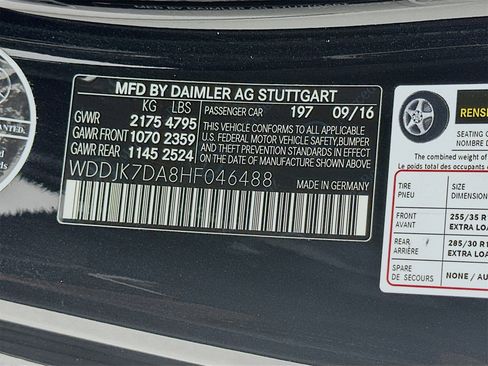 MFD BY DAIMLER AG STUTTGART
KG LBS PASSENGER CAR 197 09/16
GVWR 2175 4795
GAWR FRONT 1070 2359
GAWR REAR 1145 2524
THIS VEHICLE CONFORMS TO ALL APPLICABLE
U.S. FEDERAL MOTOR VEHICLE SAFETY, BUMPER
AND THEFT PREVENTION STANDARDS IN EFFECT
ON THE DATE OF MANUFACTURE SHOWN ABOVE.
WDDJK7DA8HF046488
MADE IN GERMANY
SEATING
NOMBRE D
The combined
Le poids total des occupants
TIRE
PNEU
SIZE
DIMENSION
FRONT
AVANT
255/35 R
EXTRA LOA
REAR
ARRIERE
285/30 R1
EXTRA LOA
SPARE
DE SECOURS
NONE / AU